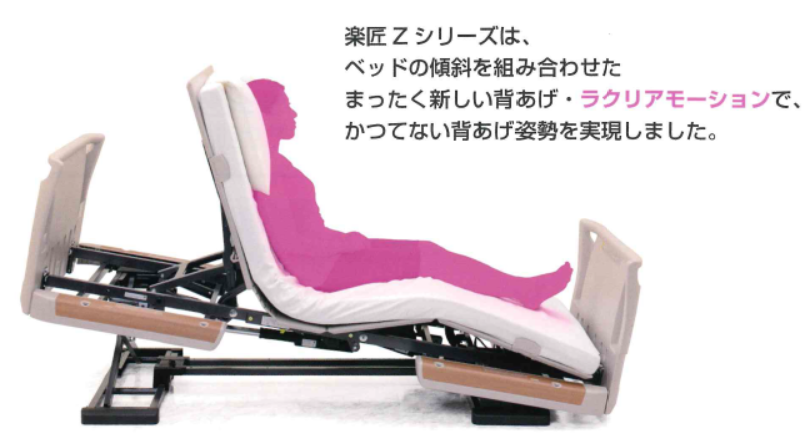 楽匠 Z シリーズは、
ベッドの傾斜を組み合わせた
まったく新しい背あげ・ラクリアモーションで、
かつてない背あげ姿勢を実現しました。